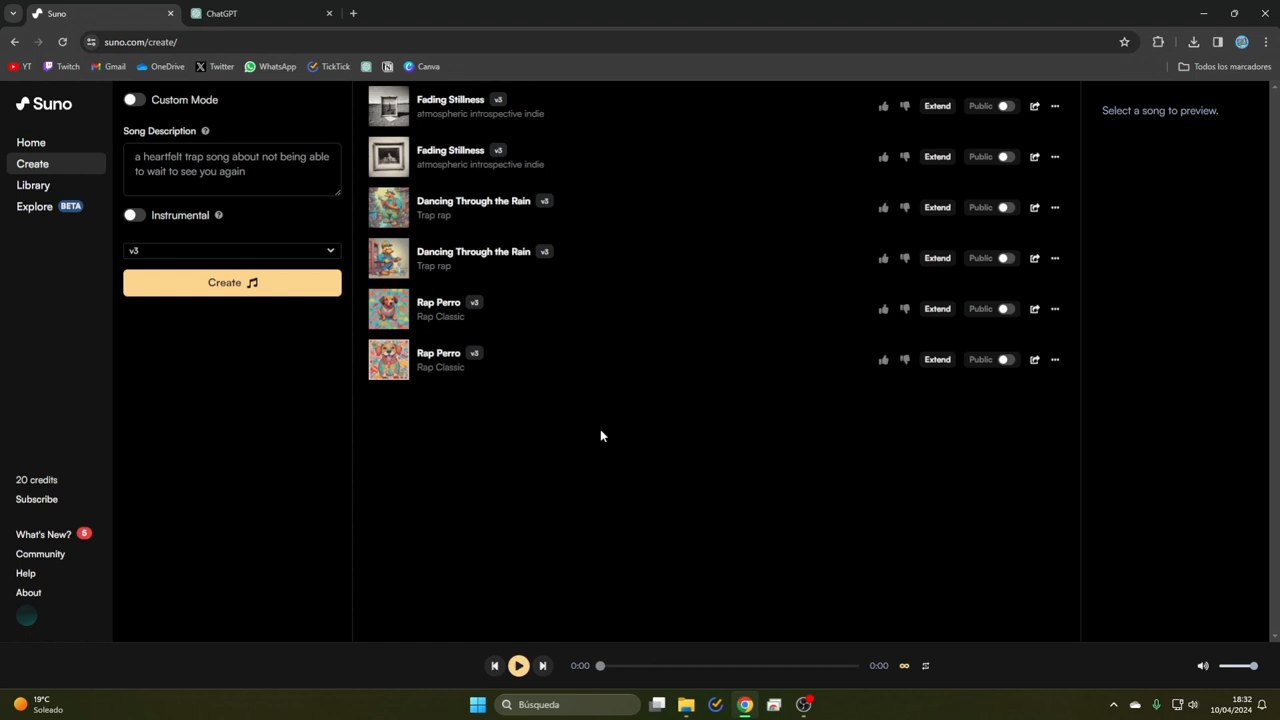 Suno
ChatGPT
suno.com/create/
YT
Twitch
Gmail
OneDrive
Twitter
WhatsApp
TickTick
Canva
Todos los marcadores
Suno
Home
Create
Library
Explore BETA
20 credits
Subscribe
What's New? 5
Community
Help
About
Custom Mode
Song Description ?
a heartfelt trap song about not being able
to wait to see you again
Instrumental ?
v3
Create
Fading Stillness v3
atmospheric introspective indie
Extend Public
Fading Stillness v3
atmospheric introspective indie
Extend Public
Dancing Through the Rain v3
Trap rap
Extend Public
Dancing Through the Rain v3
Trap rap
Extend Public
Rap Perro v3
Rap Classic
Extend Public
Rap Perro v3
Rap Classic
Extend Public
Select a song to preview.
0:00
0:00
19°C
Soleado
Búsqueda
18:32
10/04/2024